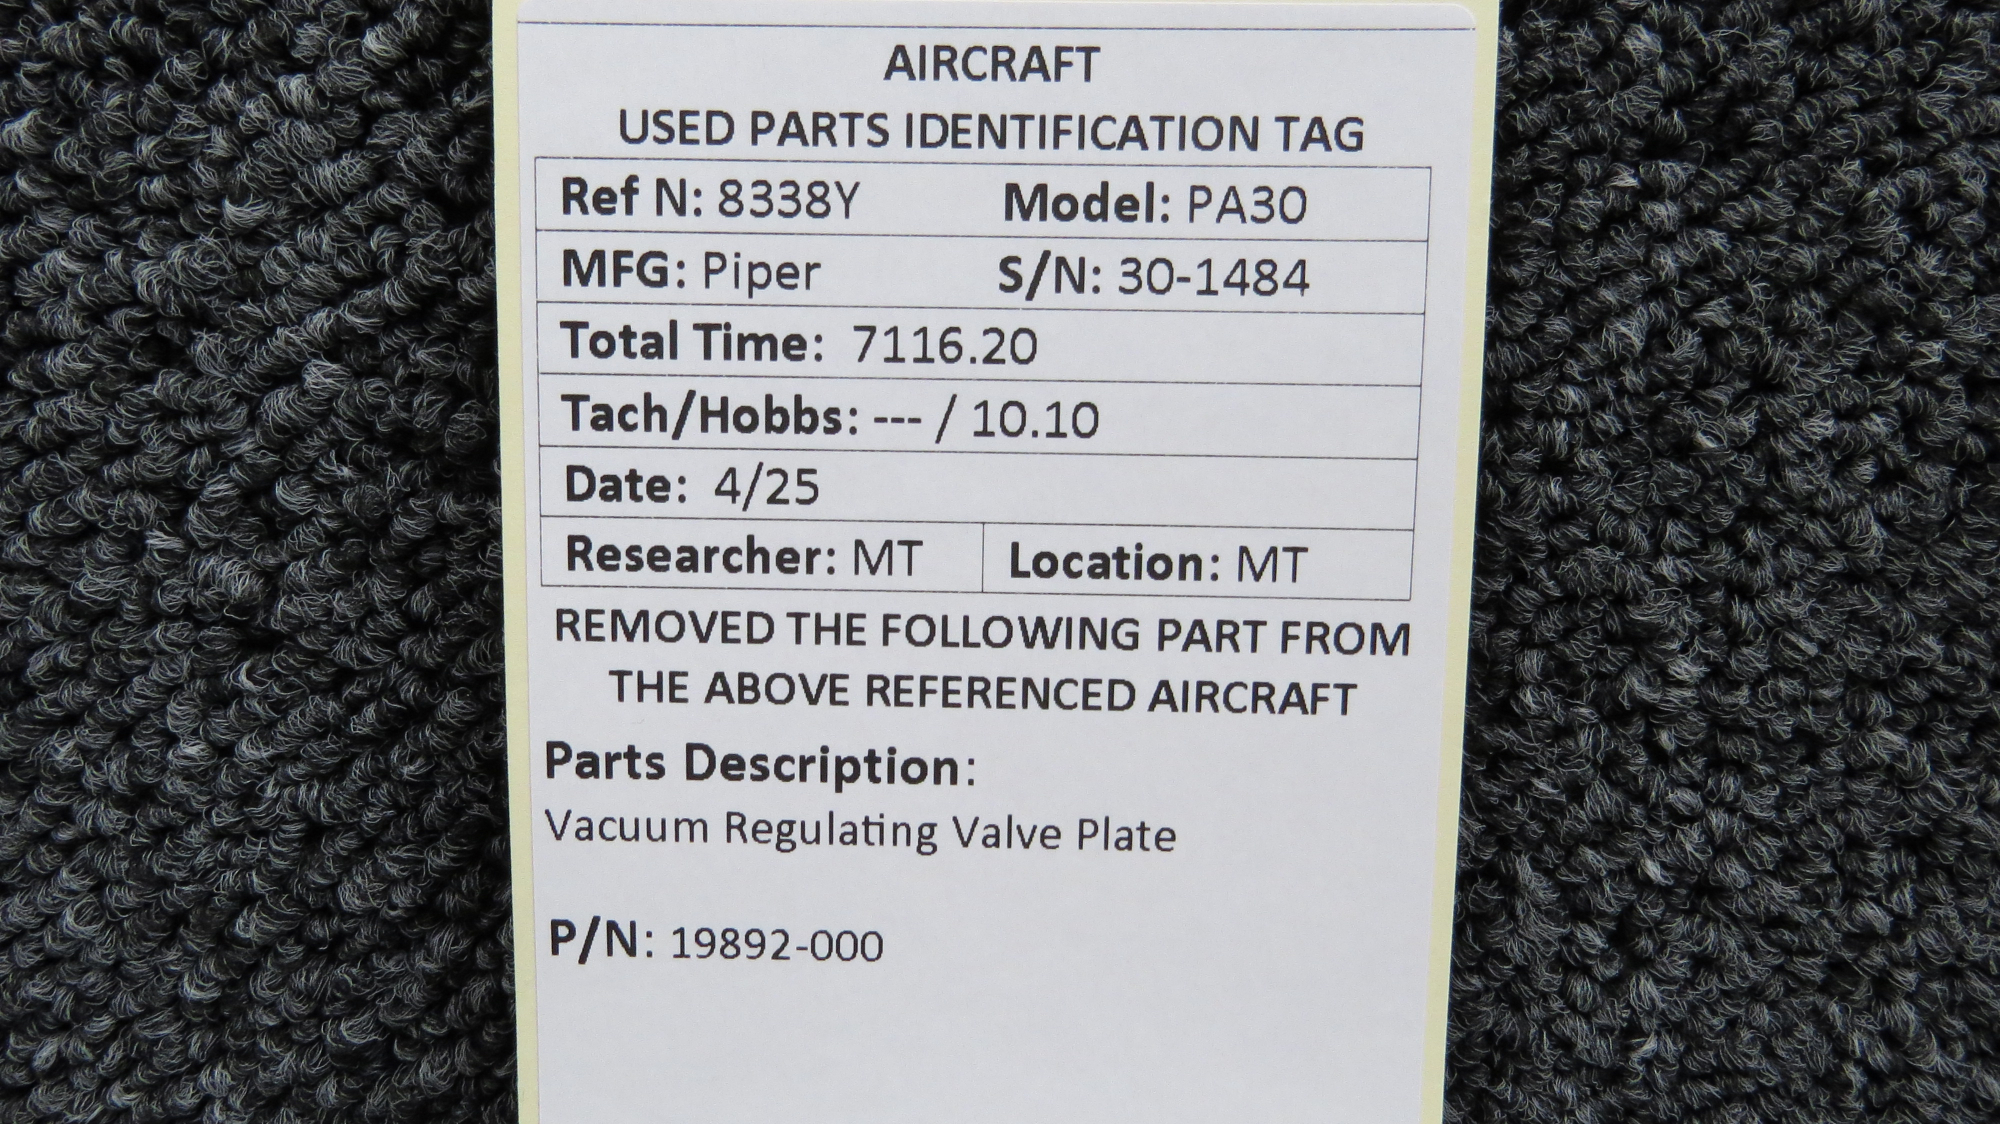 AIRCRAFT
USED PARTS IDENTIFICATION TAG
Ref N: 8338Y Model: PA30
MFG: Piper S/N: 30-1484
Total Time: 7116.20
Tach/Hobbs: --- / 10.10
Date: 4/25
Researcher: MT Location: MT
REMOVED THE FOLLOWING PART FROM
THE ABOVE REFERENCED AIRCRAFT
Parts Description:
Vacuum Regulating Valve Plate
P/N: 19892-000